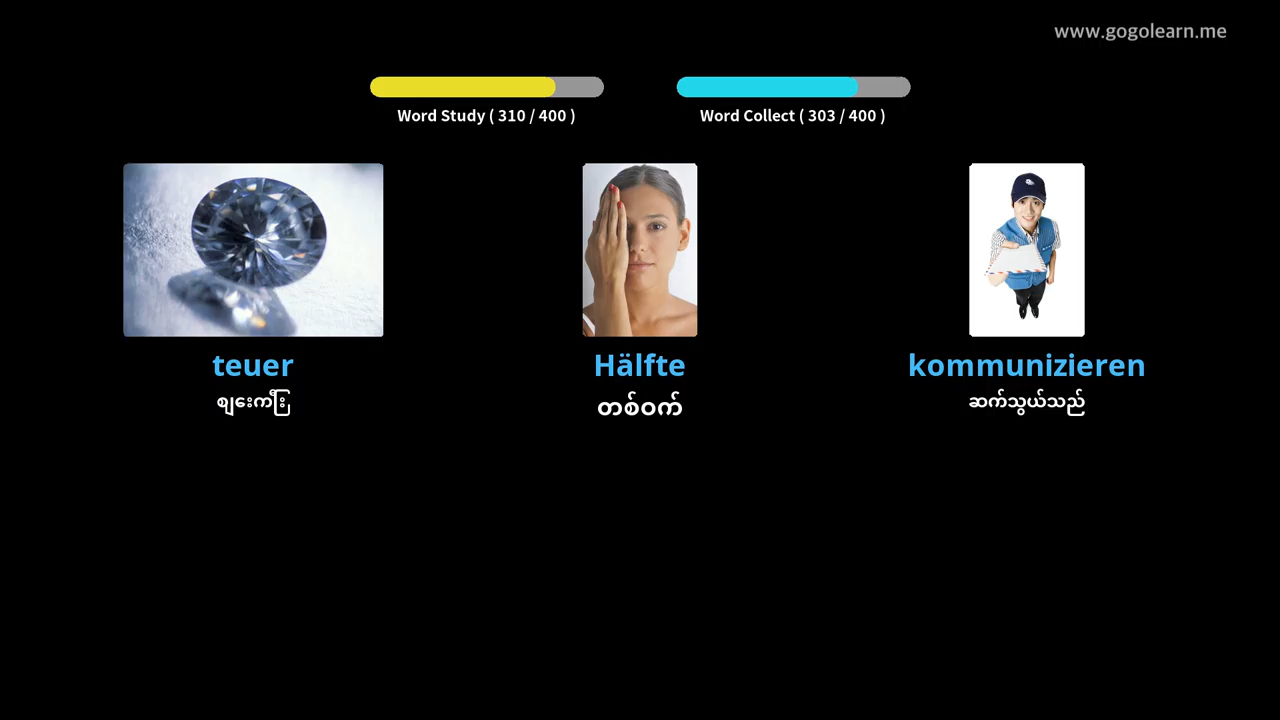 www.gogolearn.me
Word Study ( 310 / 400 )
Word Collect ( 303 / 400 )
teuer
Hälfte
kommunizieren
ဈေးကြီး
တစ်ဝက်
ဆက်သွယ်သည်